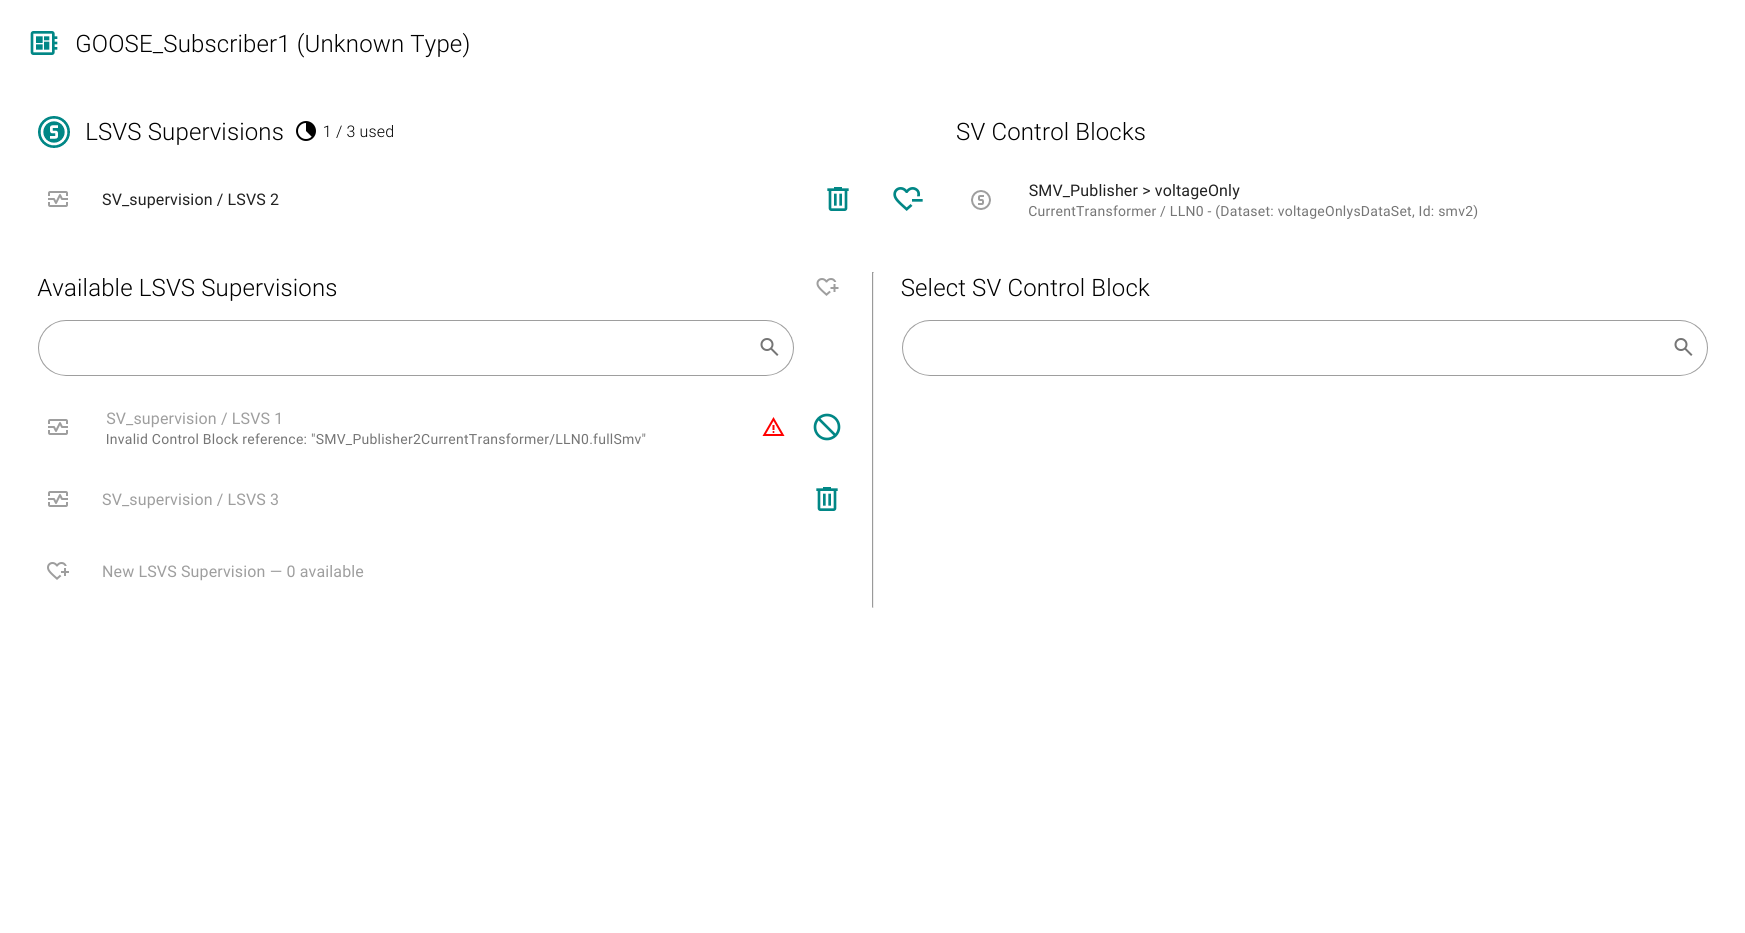 GOOSE_Subscriber1 (Unknown Type)
LSVS Supervisions 1 / 3 used
SV Control Blocks
SV_supervision / LSVS 2
SMV_Publisher > voltageOnly
CurrentTransformer / LLN0 - (Dataset: voltageOnlysDataSet, Id: smv2)
Available LSVS Supervisions
Select SV Control Block
SV_supervision / LSVS 1
Invalid Control Block reference: "SMV_Publisher2CurrentTransformer/LLN0.fullSmv"
SV_supervision / LSVS 3
New LSVS Supervision — 0 available